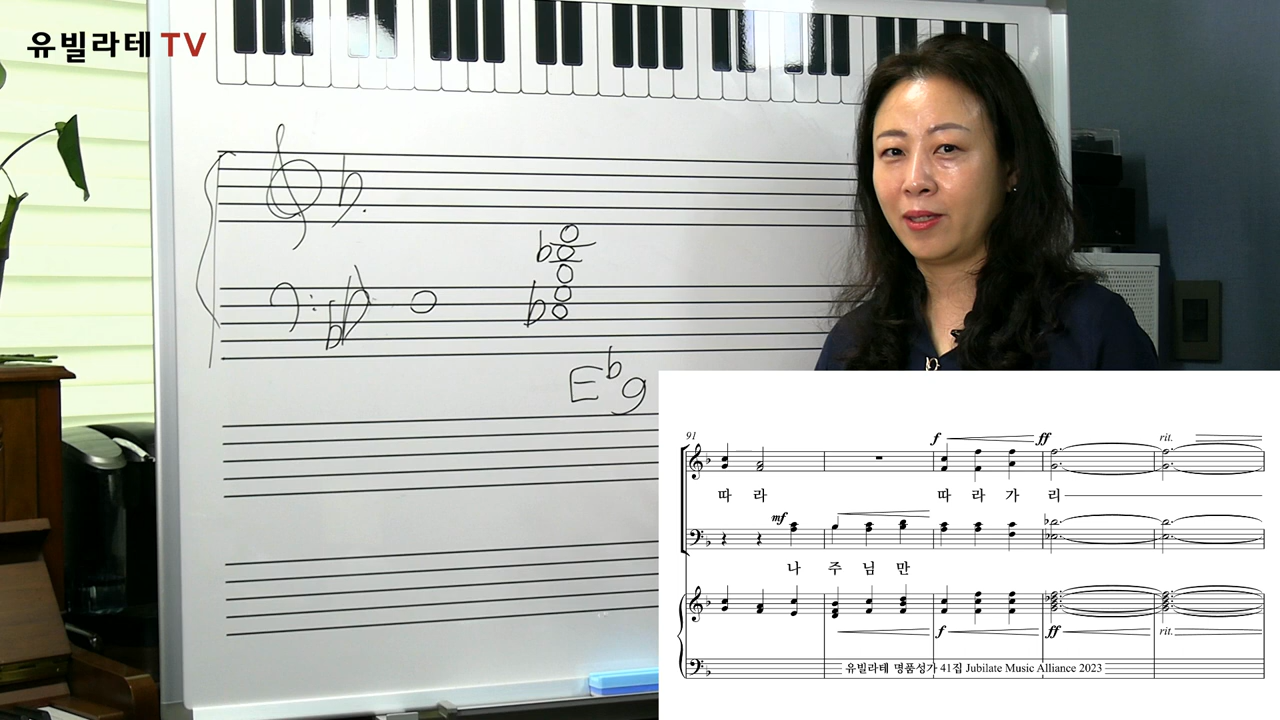 유빌라테 TV
E♭9
91
f
ff
rit.
따 라
따 라 가 리
mf
나 주 님 만
f
ff
rit.
유빌라테 명품성가 41집 Jubilate Music Alliance 2023